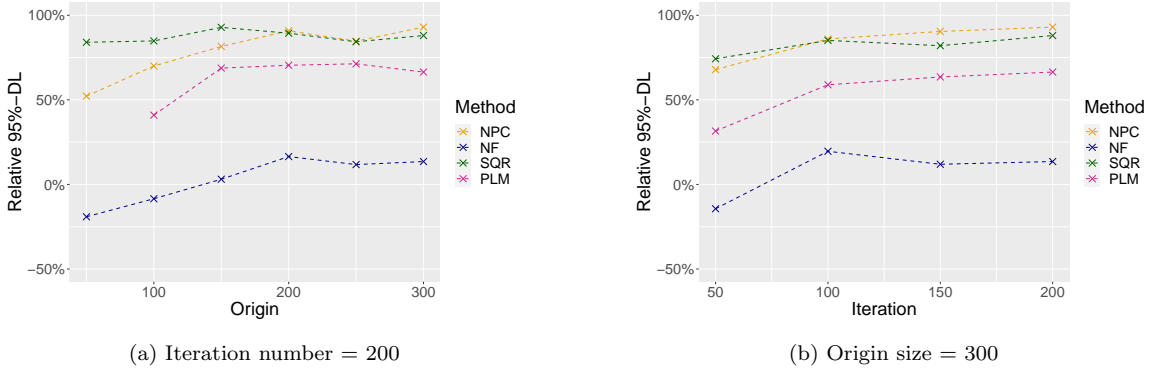 Relative 95%−DL
100%
50%
0%
−50%
100
200
300
Origin
Method
NPC
NF
SQR
PLM
(a) Iteration number = 200
Relative 95%−DL
100%
50%
0%
−50%
50
100
150
200
Iteration
Method
NPC
NF
SQR
PLM
(b) Origin size = 300